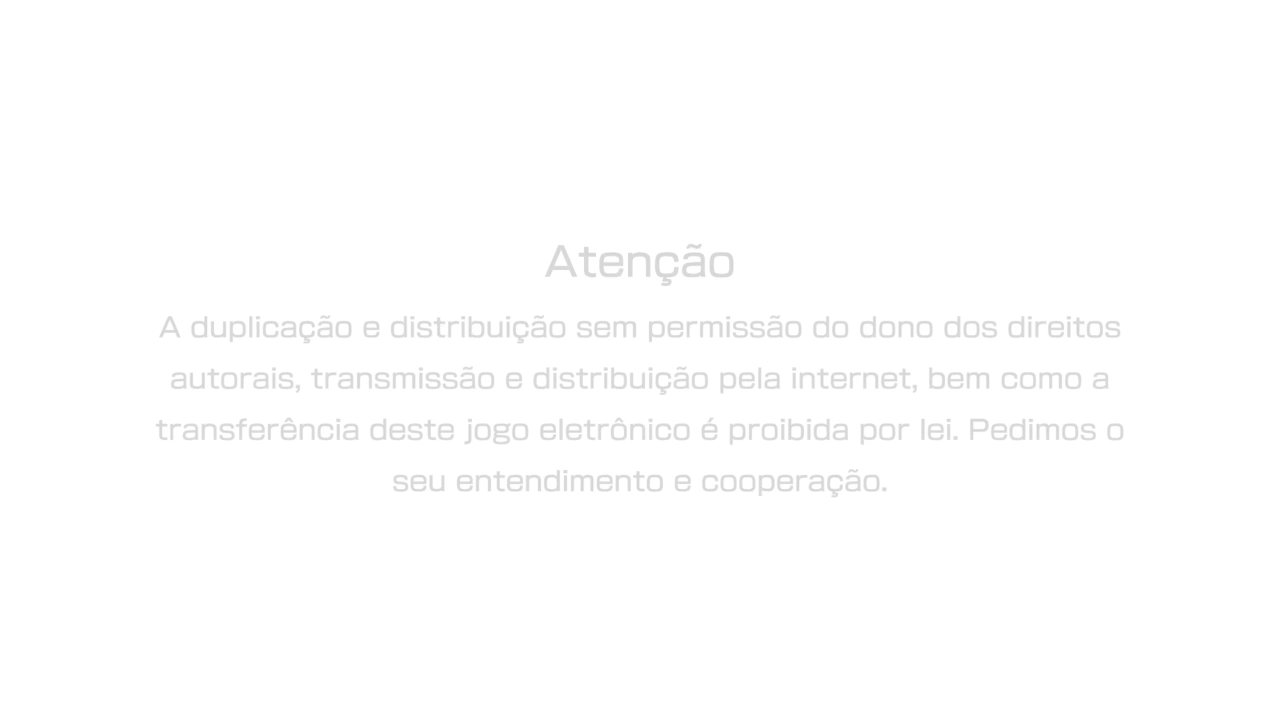 Atenção
A duplicação e distribuição sem permissão do dono dos direitos
autorais, transmissão e distribuição pela internet, bem como a
transferência deste jogo eletrônico é proibida por lei. Pedimos o
seu entendimento e cooperação.